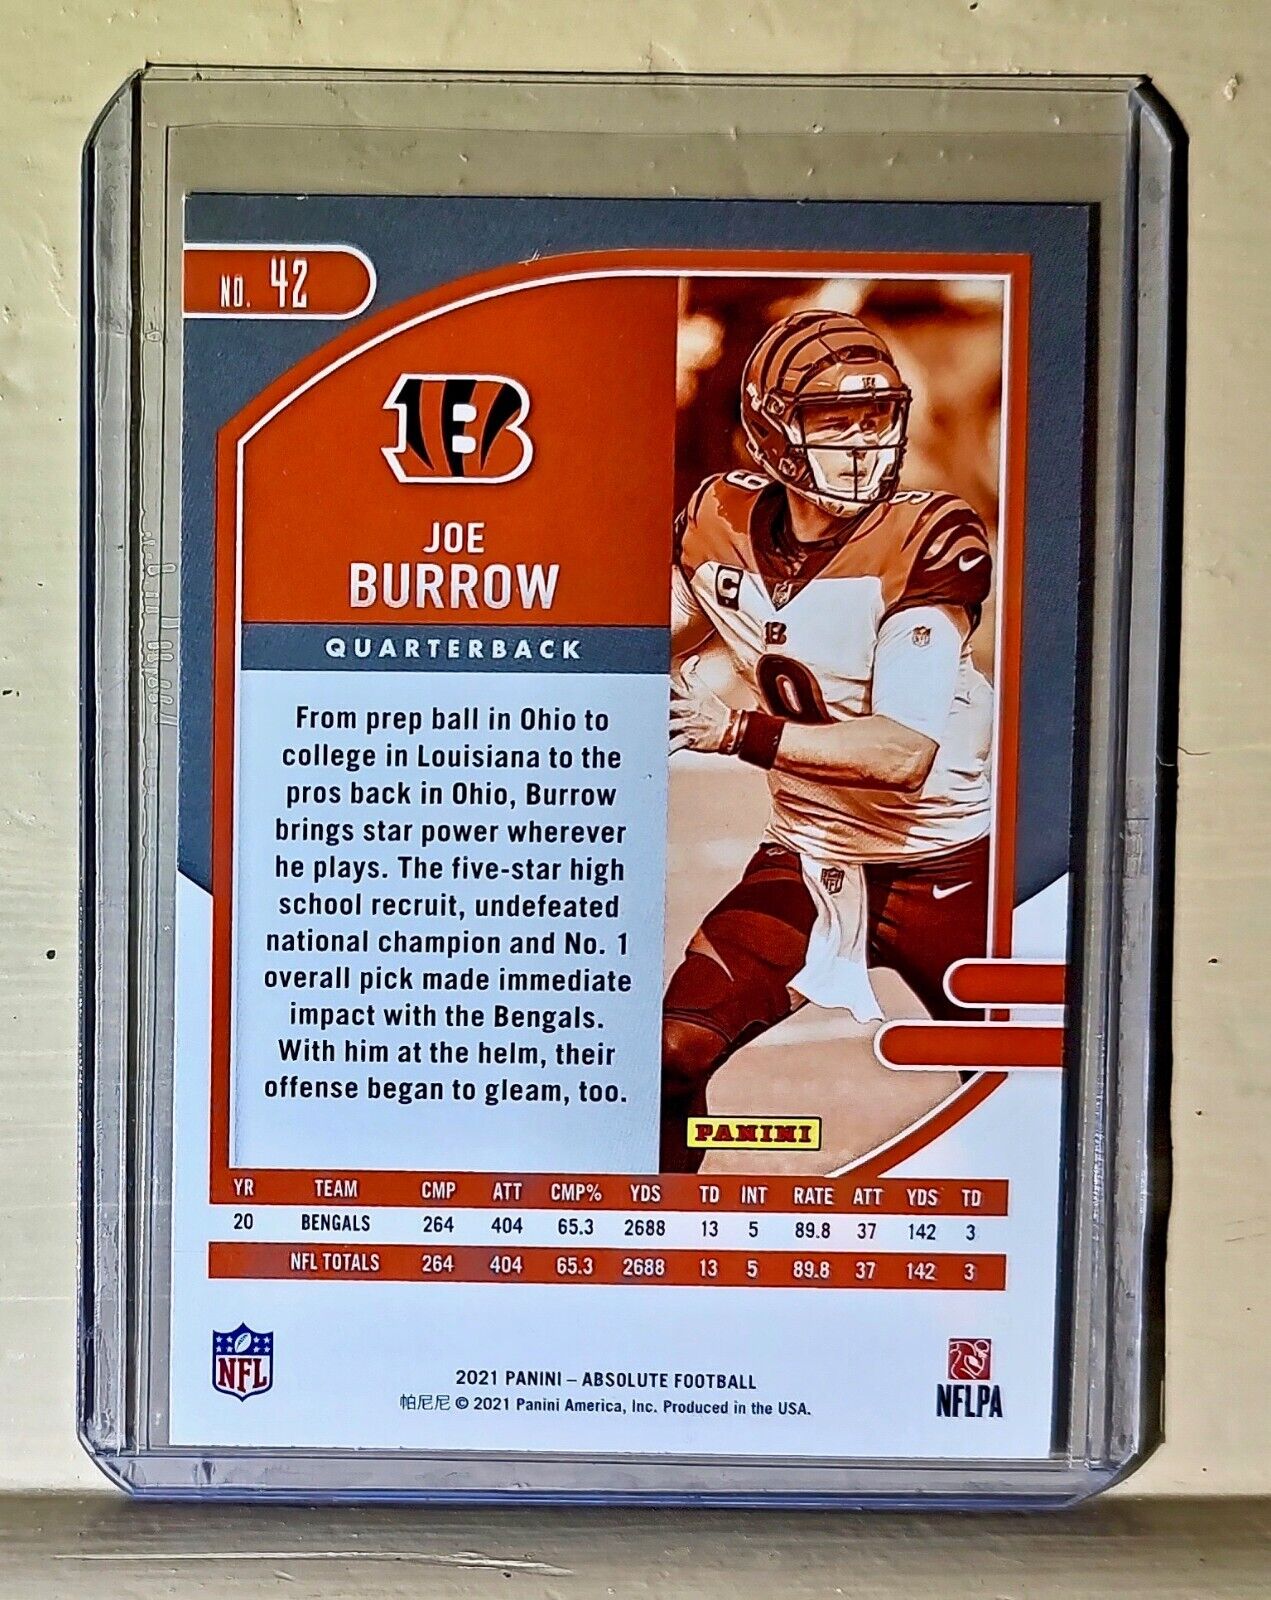 NO. 42
B
JOE
BURROW
QUARTERBACK
From prep ball in Ohio to
college in Louisiana to the
pros back in Ohio, Burrow
brings star power wherever
he plays. The five-star high
school recruit, undefeated
national champion and No. 1
overall pick made immediate
impact with the Bengals.
With him at the helm, their
offense began to gleam, too.
9
9
C
B
9
NFL
PANINI
YR TEAM CMP ATT CMP% YDS TD INT RATE ATT YDS TD
20 BENGALS 264 404 65.3 2688 13 5 89.8 37 142 3
NFL TOTALS 264 404 65.3 2688 13 5 89.8 37 142 3
NFL
2021 PANINI – ABSOLUTE FOOTBALL
帕尼尼 © 2021 Panini America, Inc. Produced in the USA.
NFLPA